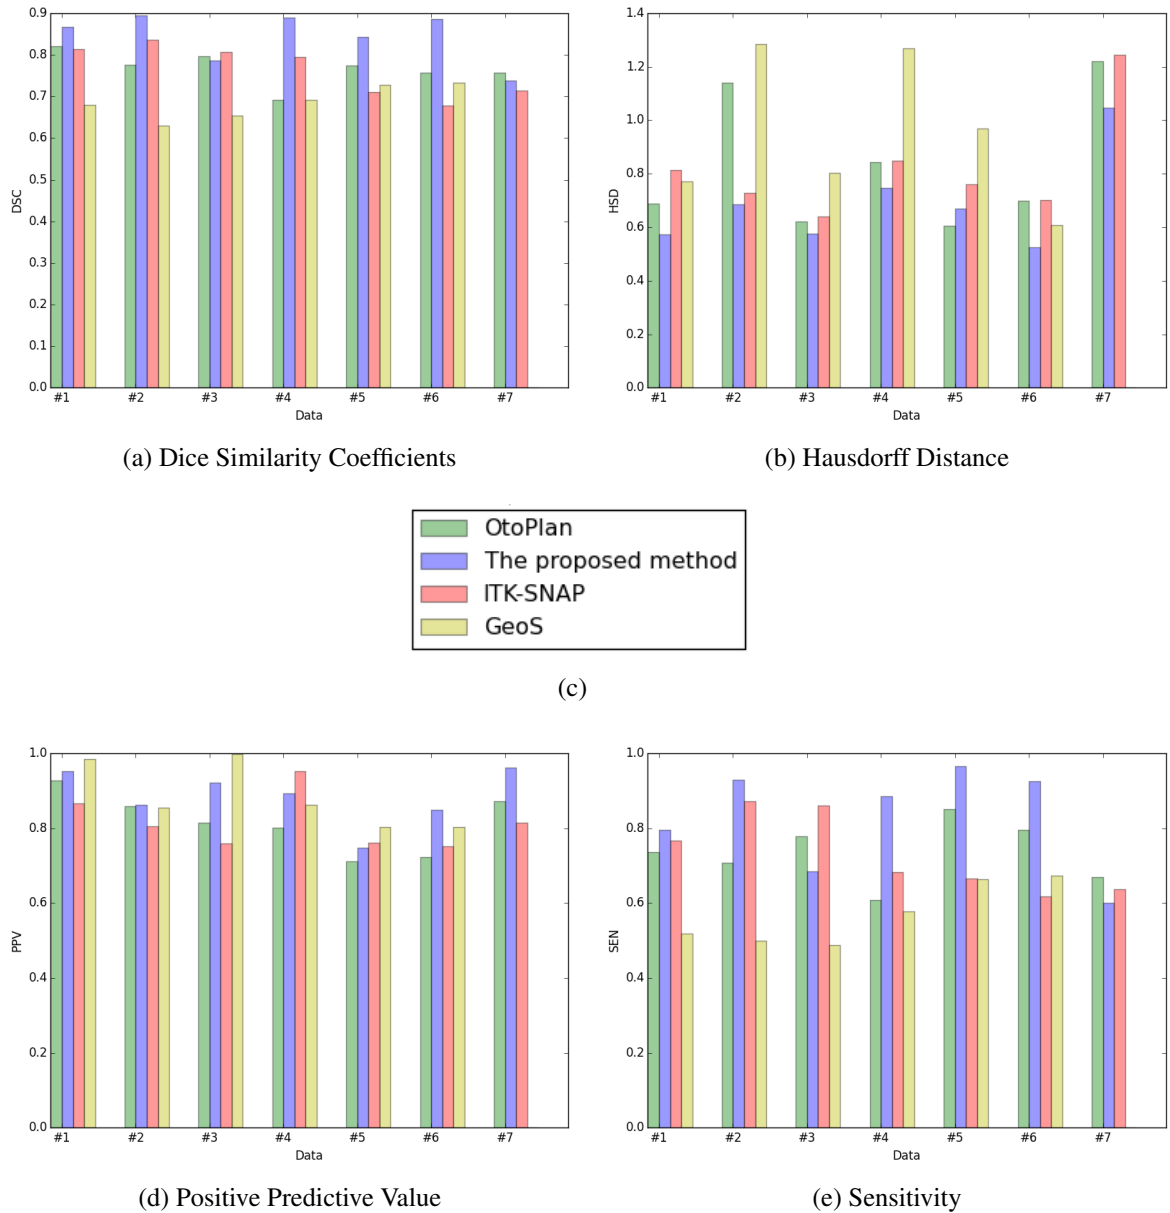 0.9
0.8
0.7
0.6
0.5
0.4
0.3
0.2
0.1
0.0
DSC
#1 #2 #3 #4 #5 #6 #7
Data
(a) Dice Similarity Coefficients
1.4
1.2
1.0
0.8
0.6
0.4
0.2
0.0
HSD
#1 #2 #3 #4 #5 #6 #7
Data
(b) Hausdorff Distance
OtoPlan
The proposed method
ITK-SNAP
GeoS
(c)
1.0
0.8
0.6
0.4
0.2
0.0
PPV
#1 #2 #3 #4 #5 #6 #7
Data
(d) Positive Predictive Value
1.0
0.8
0.6
0.4
0.2
0.0
SEN
#1 #2 #3 #4 #5 #6 #7
Data
(e) Sensitivity